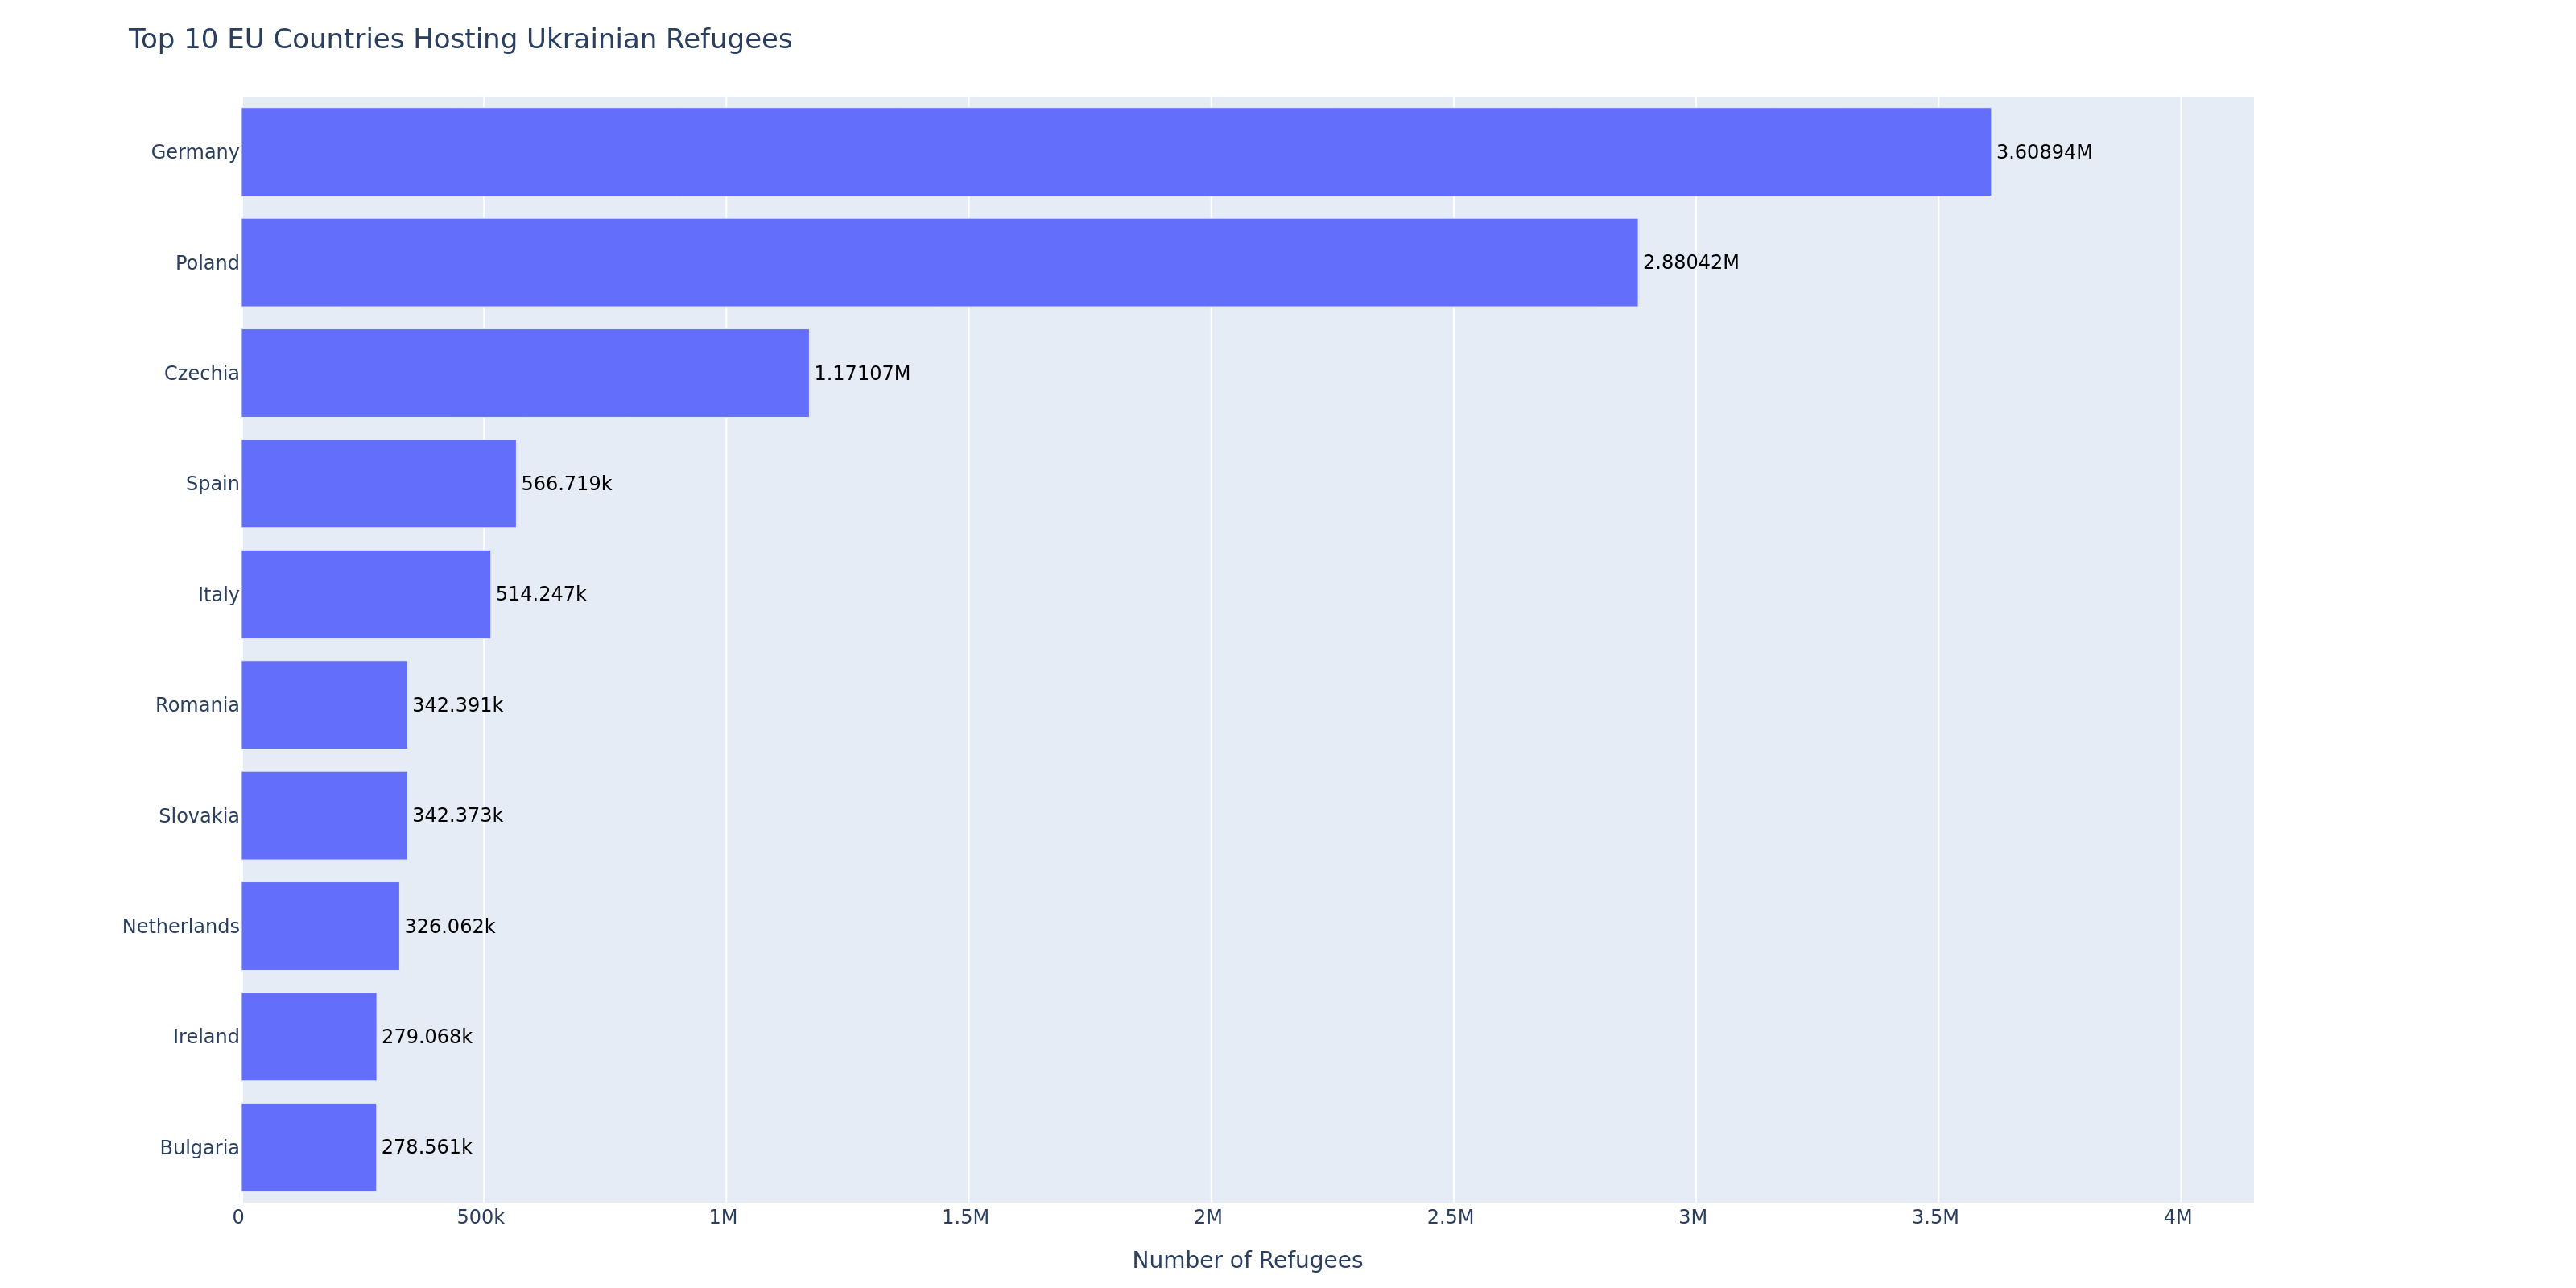 Top 10 EU Countries Hosting Ukrainian Refugees
Germany 3.60894M
Poland 2.88042M
Czechia 1.17107M
Spain 566.719k
Italy 514.247k
Romania 342.391k
Slovakia 342.373k
Netherlands 326.062k
Ireland 279.068k
Bulgaria 278.561k
0 500k 1M 1.5M 2M 2.5M 3M 3.5M 4M
Number of Refugees